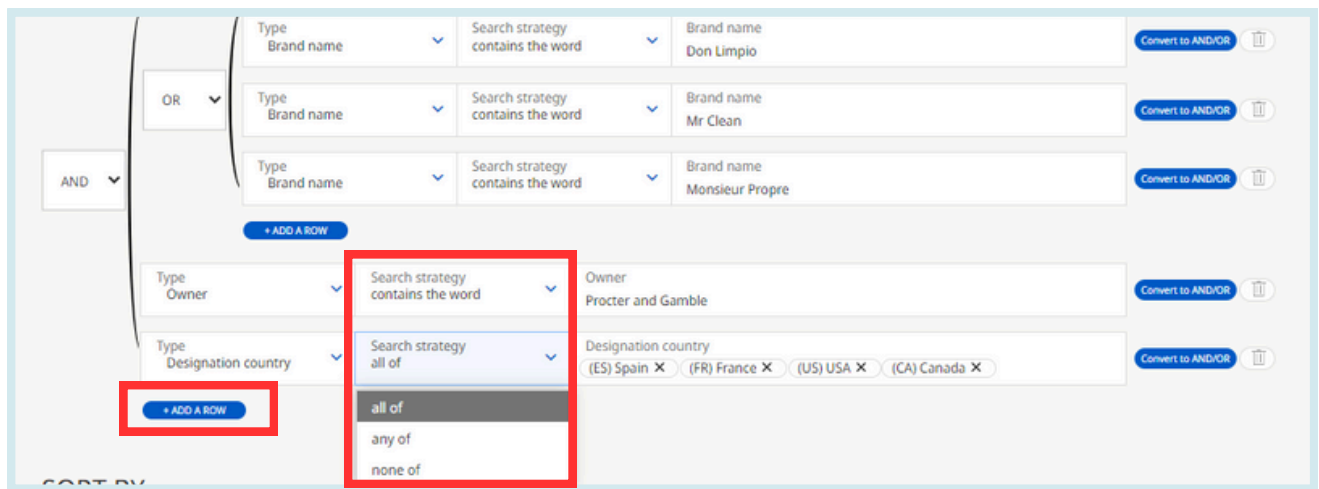 Type
Brand name
Search strategy
contains the word
Brand name
Don Limpio
Convert to AND/OR
OR
Type
Brand name
Search strategy
contains the word
Brand name
Mr Clean
Convert to AND/OR
AND
Type
Brand name
Search strategy
contains the word
Brand name
Monsieur Propre
Convert to AND/OR
+ ADD A ROW
Type
Owner
Search strategy
contains the word
Owner
Procter and Gamble
Convert to AND/OR
Type
Designation country
Search strategy
all of
Designation country
(ES) Spain ✕ (FR) France ✕ (US) USA ✕ (CA) Canada ✕
Convert to AND/OR
+ ADD A ROW
all of
any of
none of
SORT BY